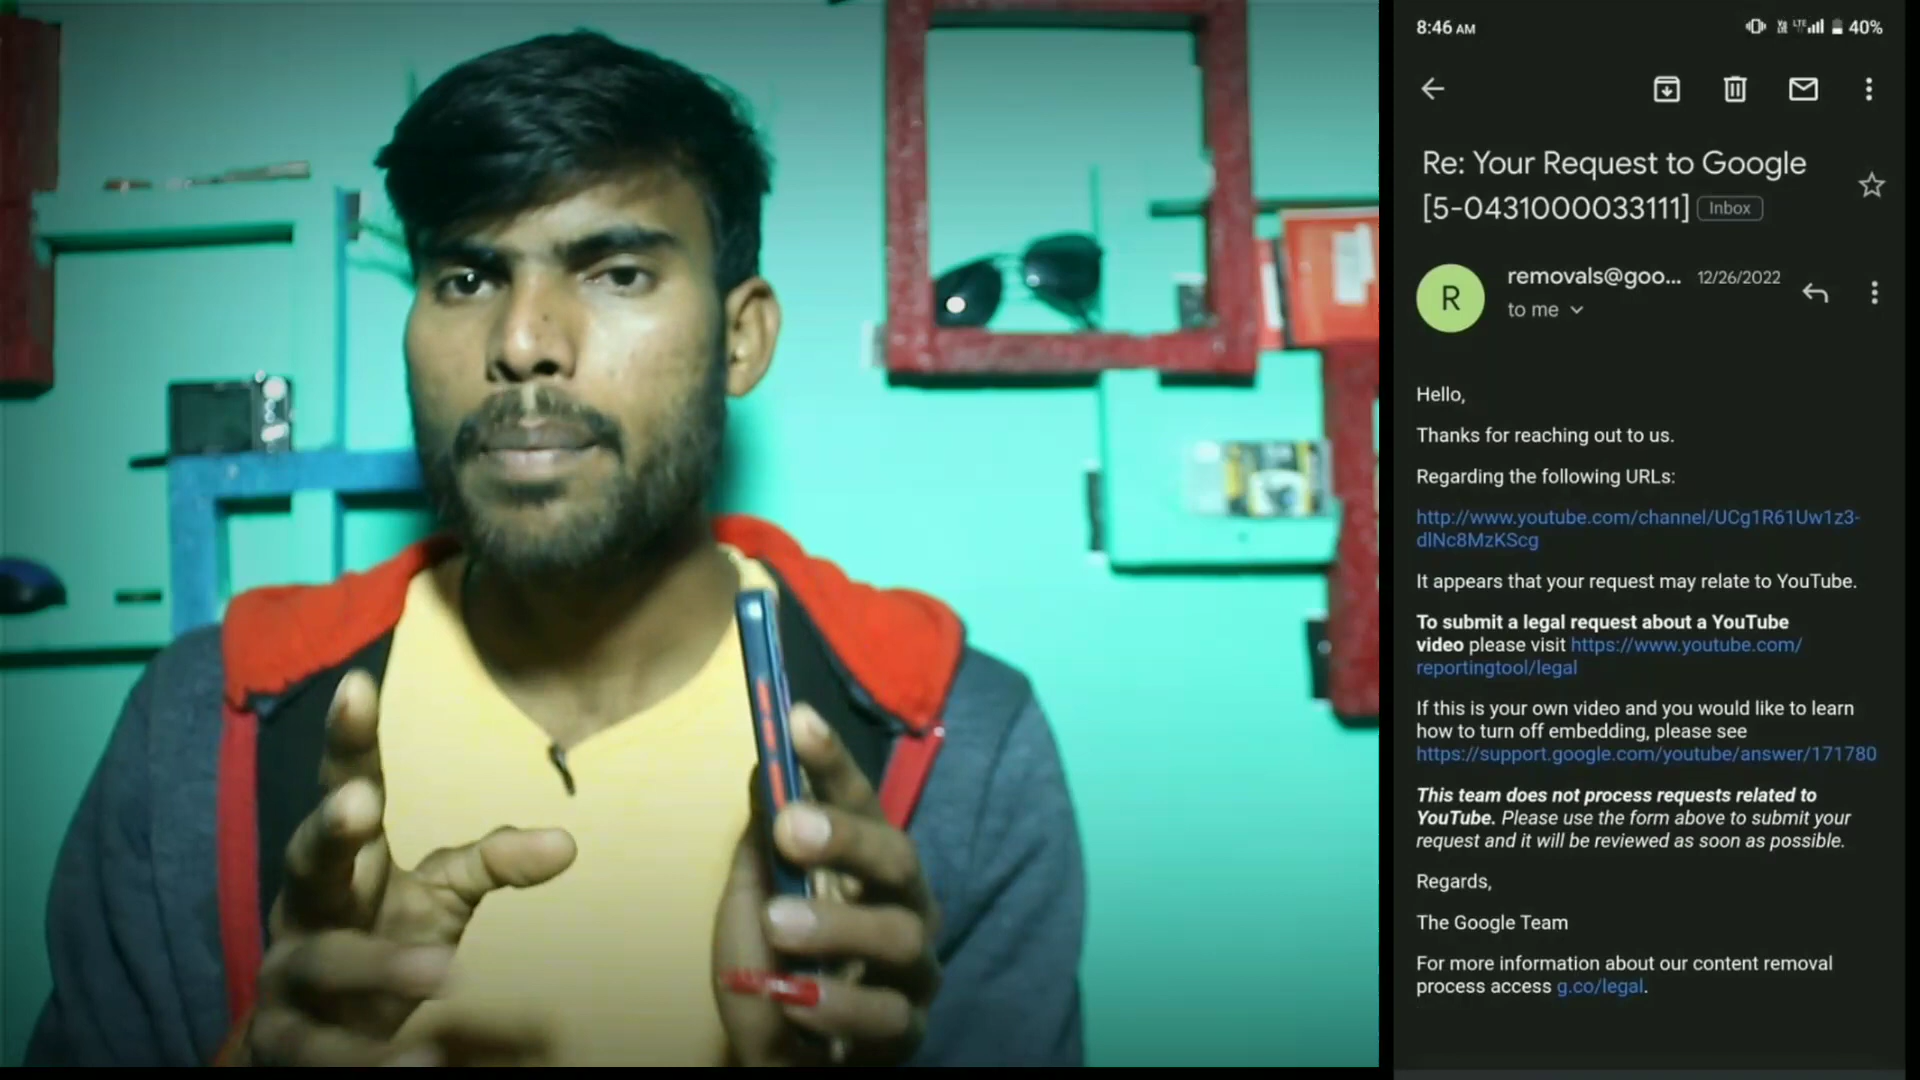 8:46 AM
LTE 40%
Re: Your Request to Google
[5-0431000033111] Inbox
R
removals@goo... 12/26/2022
to me
Hello,
Thanks for reaching out to us.
Regarding the following URLs:
http://www.youtube.com/channel/UCg1R61Uw1z3-
dlNc8MzKScg
It appears that your request may relate to YouTube.
To submit a legal request about a YouTube
video please visit https://www.youtube.com/
reportingtool/legal
If this is your own video and you would like to learn
how to turn off embedding, please see
https://support.google.com/youtube/answer/171780
This team does not process requests related to
YouTube. Please use the form above to submit your
request and it will be reviewed as soon as possible.
Regards,
The Google Team
For more information about our content removal
process access g.co/legal.